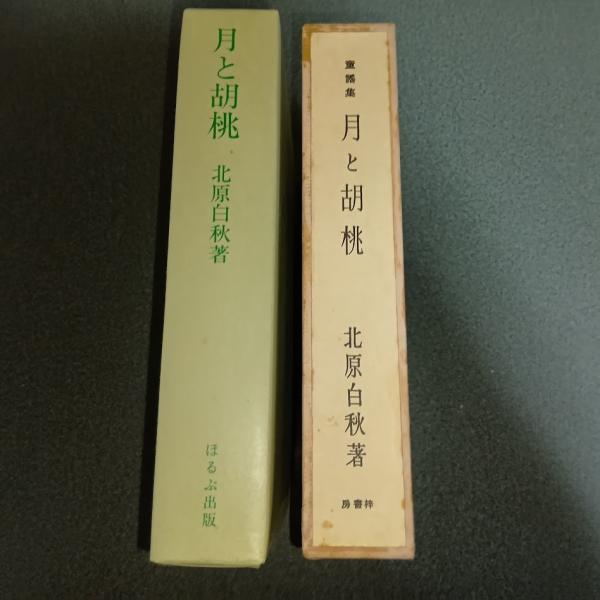 月と胡桃
北原白秋著
ほるぷ出版
童謡集
月と胡桃
北原白秋著
房書梓